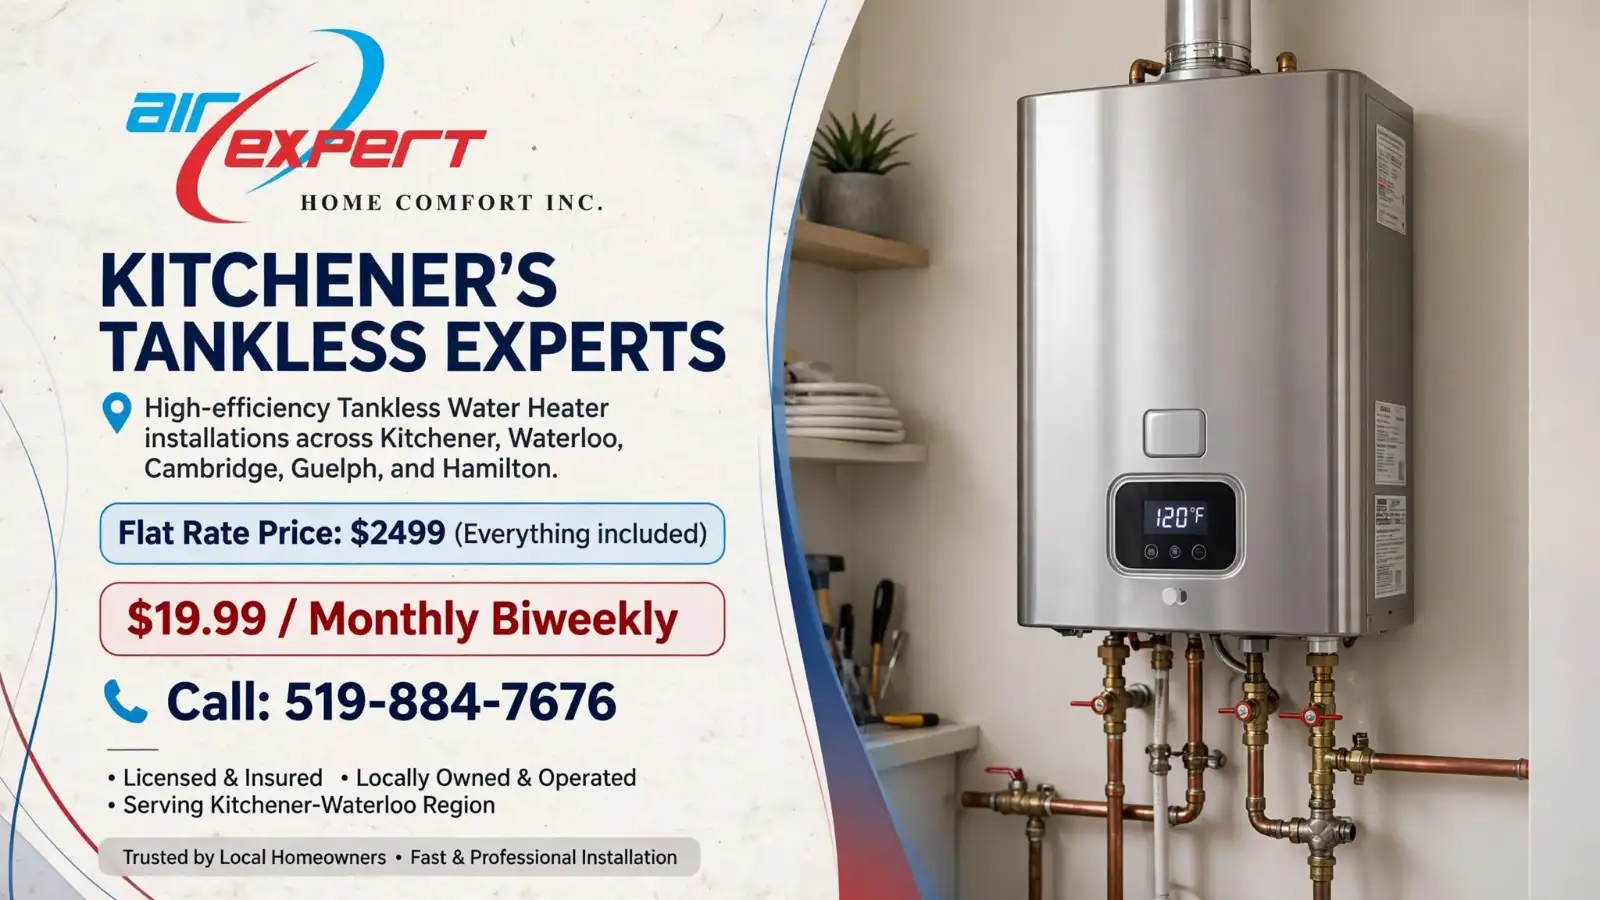 air expert
HOME COMFORT INC.
KITCHENER'S
TANKLESS EXPERTS
High-efficiency Tankless Water Heater
installations across Kitchener, Waterloo,
Cambridge, Guelph, and Hamilton.
Flat Rate Price: $2499 (Everything included)
$19.99 / Monthly Biweekly
Call: 519-884-7676
• Licensed & Insured • Locally Owned & Operated
• Serving Kitchener-Waterloo Region
Trusted by Local Homeowners • Fast & Professional Installation
120°F